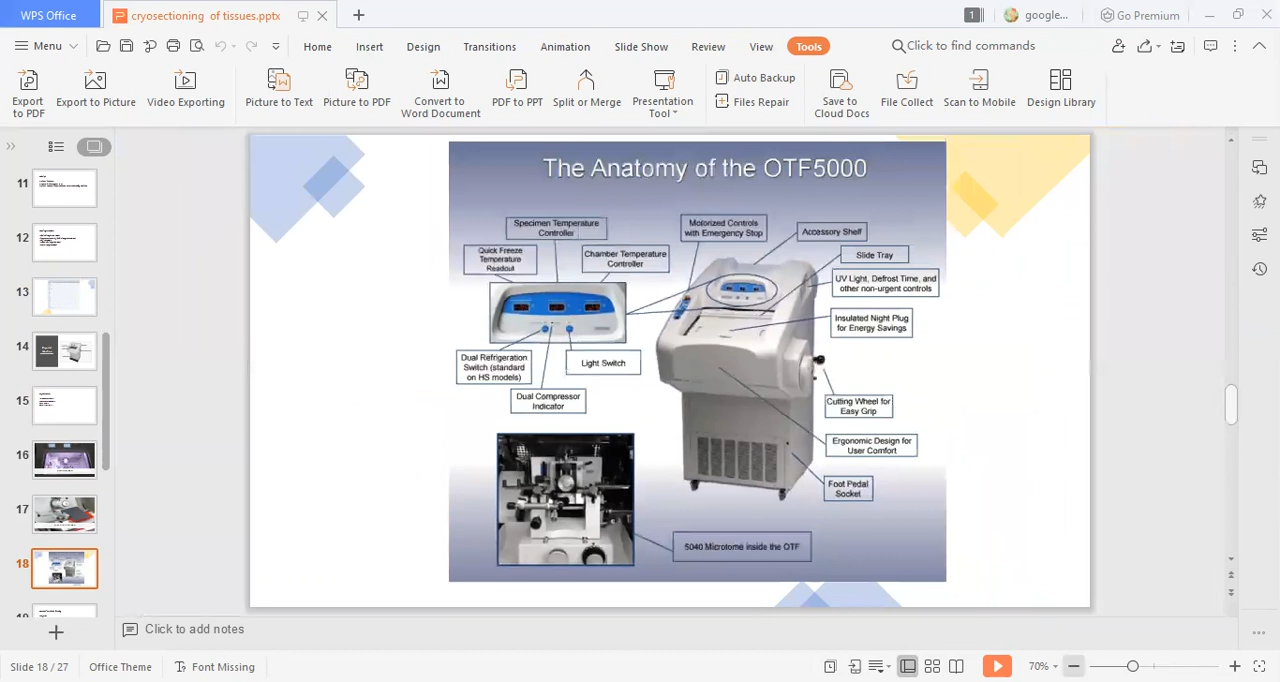 WPS Office
cryosectioning of tissues.pptx
1
google...
Go Premium
Menu
Home
Insert
Design
Transitions
Animation
Slide Show
Review
View
Tools
Click to find commands
Export
to PDF
Export to Picture
Video Exporting
Picture to Text
Picture to PDF
Convert to
Word Document
PDF to PPT
Split or Merge
Presentation
Tool
Auto Backup
Files Repair
Save to
Cloud Docs
File Collect
Scan to Mobile
Design Library
11
12
13
14
15
16
17
18
The Anatomy of the OTF5000
Specimen Temperature
Controller
Motorized Controls
with Emergency Stop
Accessory Shelf
Quick Freeze
Temperature
Readout
Chamber Temperature
Controller
Slide Tray
UV Light, Defrost Time, and
other non-urgent controls
Insulated Night Plug
for Energy Savings
Dual Refrigeration
Switch (standard
on HS models)
Light Switch
Dual Compressor
Indicator
Cutting Wheel for
Easy Grip
Ergonomic Design for
User Comfort
Foot Pedal
Socket
5040 Microtome inside the OTF
Click to add notes
Slide 18 / 27
Office Theme
Font Missing
70%